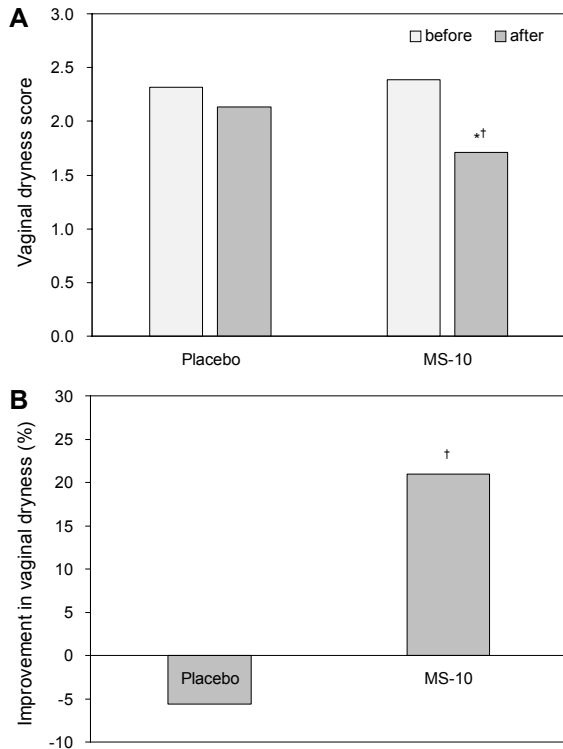 A
before after
Vaginal dryness score
3.0
2.5
2.0
*†
1.5
1.0
0.5
0.0
Placebo MS-10
B
Improvement in vaginal dryness (%)
30
25
†
20
15
10
5
0
Placebo MS-10
-5
-10